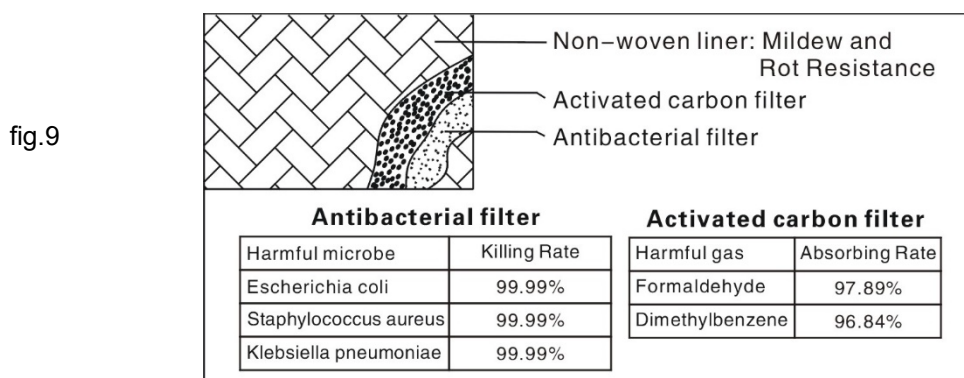 fig.9
Non-woven liner: Mildew and
Rot Resistance
Activated carbon filter
Antibacterial filter
Antibacterial filter
Harmful microbe Killing Rate
Escherichia coli 99.99%
Staphylococcus aureus 99.99%
Klebsiella pneumoniae 99.99%
Activated carbon filter
Harmful gas Absorbing Rate
Formaldehyde 97.89%
Dimethylbenzene 96.84%